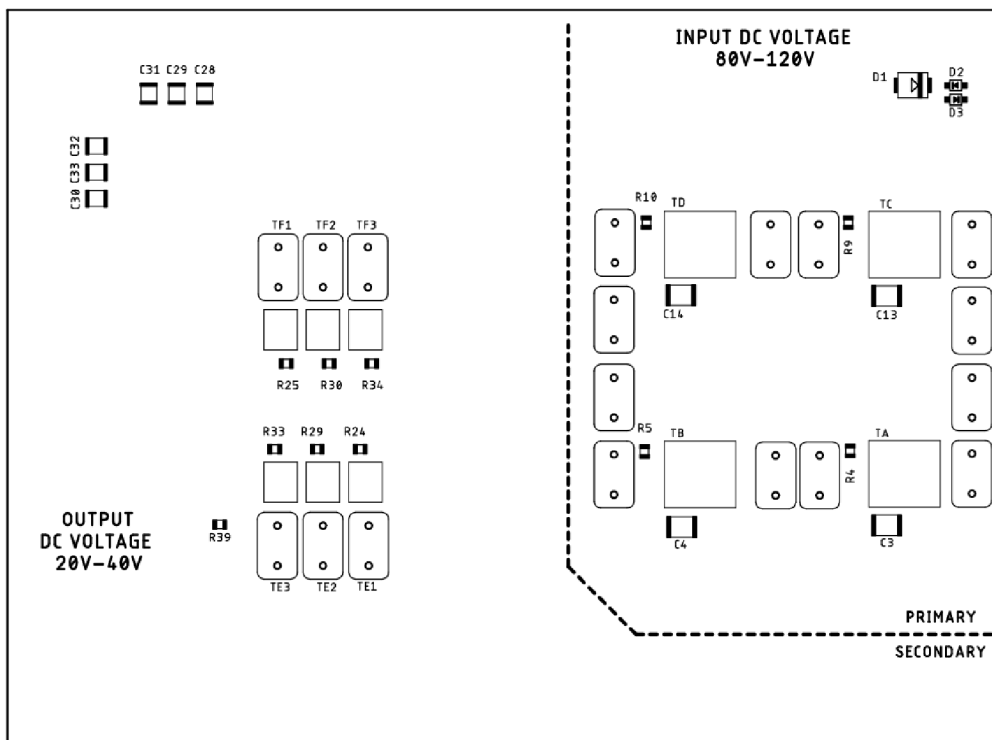 INPUT DC VOLTAGE
80V-120V
C31 C29 C28
D1
D2
D3
C32
C33
C30
R10
TD
TC
R9
TF1 TF2 TF3
C14
C13
R25 R30 R34
R33 R29 R24
R5
TB
TA
R4
OUTPUT
DC VOLTAGE
20V-40V
R39
C4
C3
TE3 TE2 TE1
PRIMARY
SECONDARY